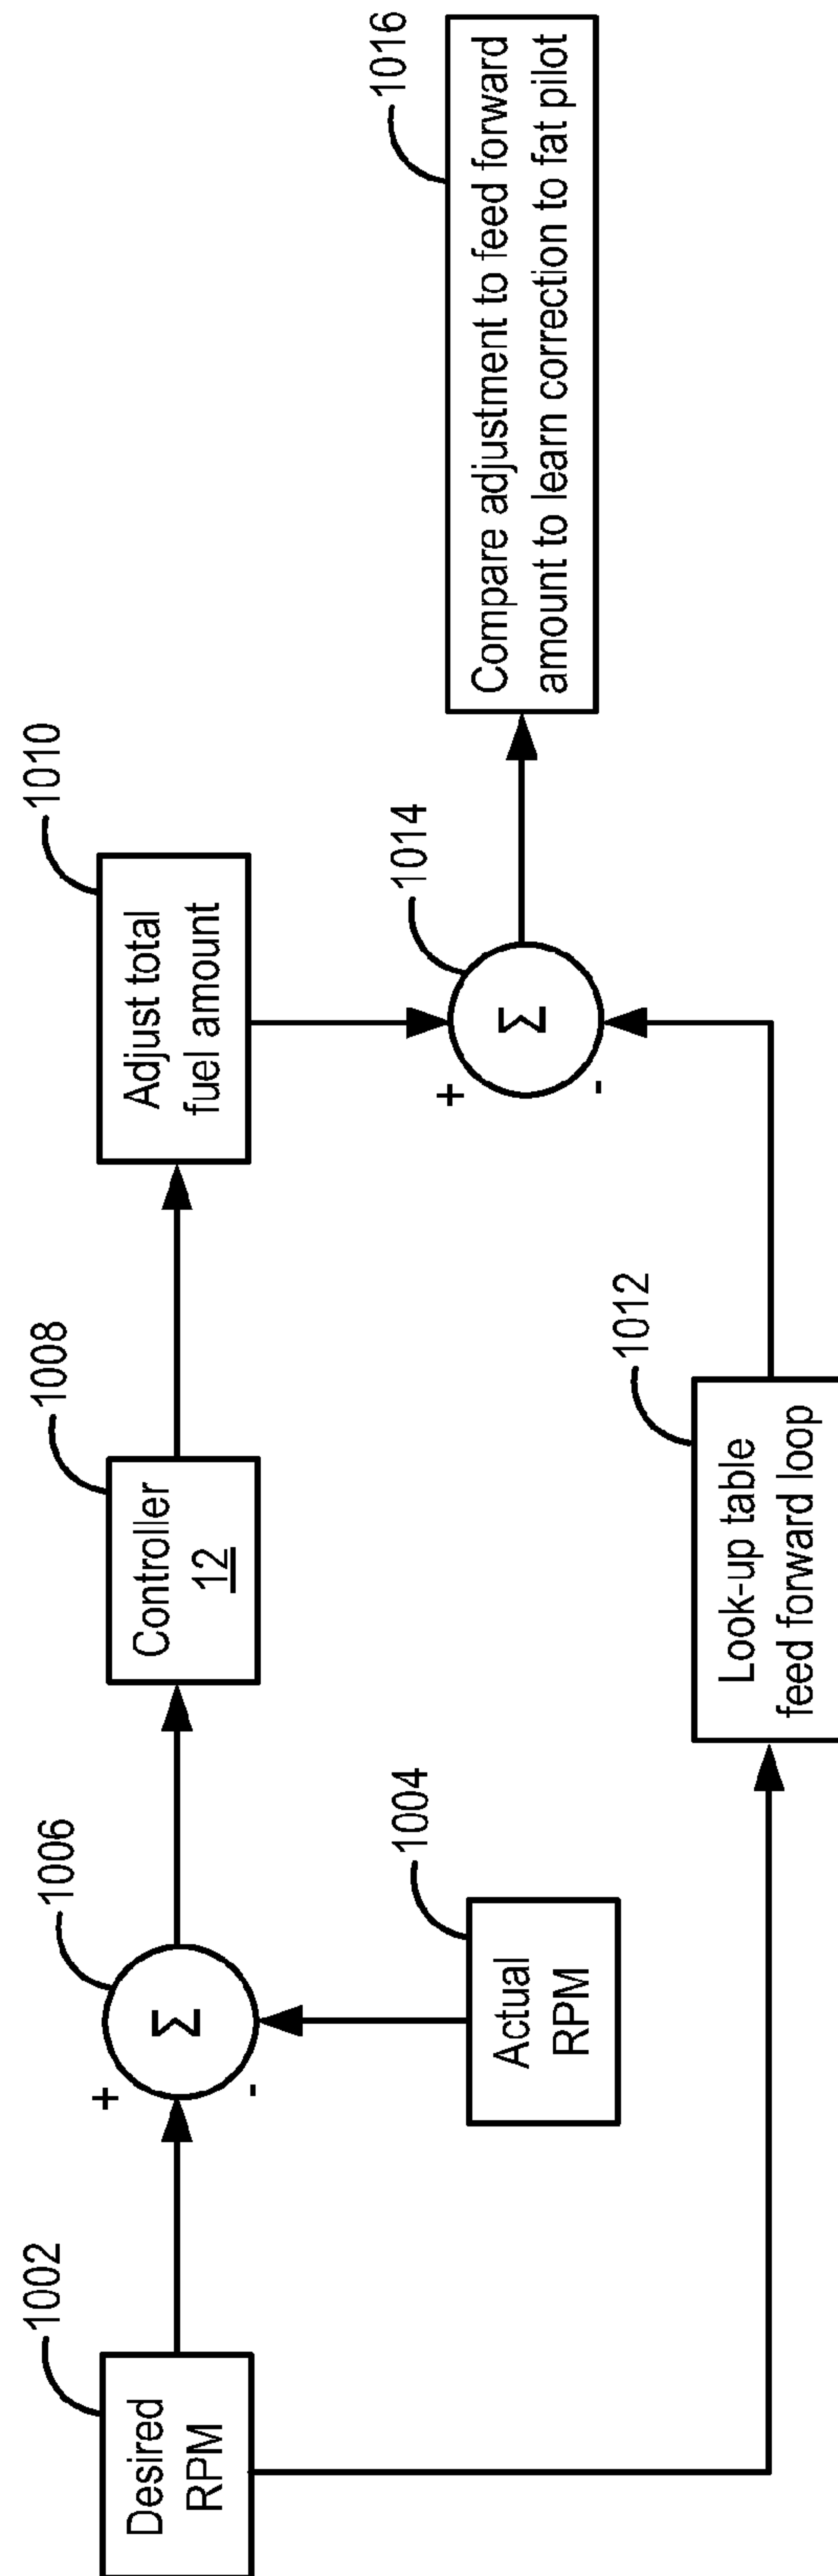 1002
Desired
RPM
+
-
1006
Σ
1004
Actual
RPM
1008
Controller
12
1010
Adjust total
fuel amount
1012
Look-up table
feed forward loop
+
-
1014
Σ
1016
Compare adjustment to feed forward
amount to learn correction to fat pilot